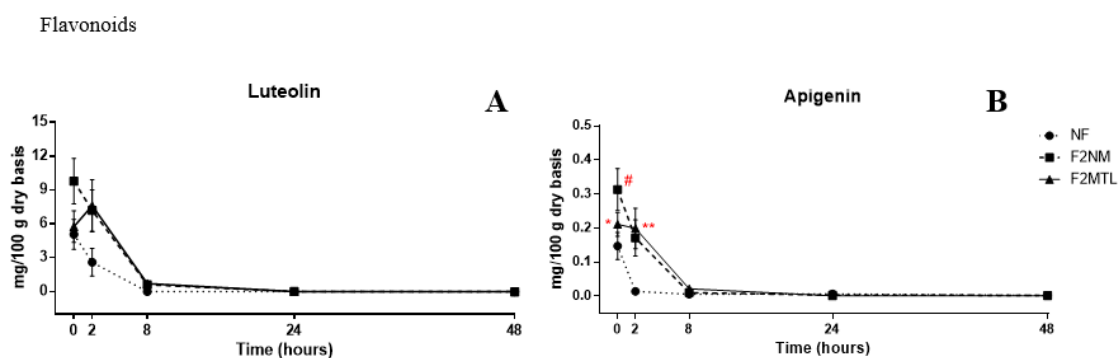 Flavonoids
Luteolin
A
mg/100 g dry basis
15
12
9
6
3
0
0 2 8 24 48
Time (hours)
Apigenin
B
mg/100 g dry basis
0.5
0.4
0.3
0.2
0.1
0.0
#
*
**
0 2 8 24 48
Time (hours)
NF
F2NM
F2MTL